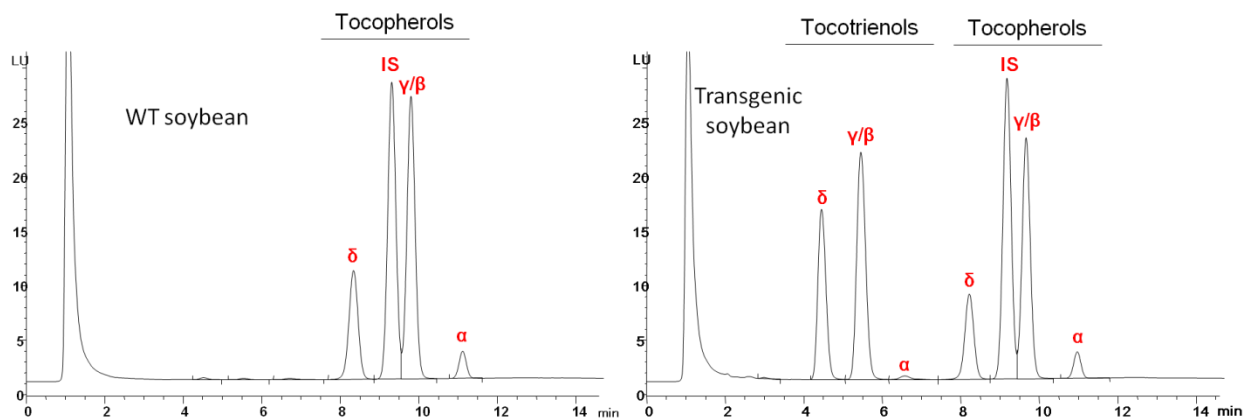 Tocopherols
LU
IS
γ/β
WT soybean
δ
α
25
20
15
10
5
0
0 2 4 6 8 10 12 14 min
Tocotrienols Tocopherols
LU
IS
Transgenic
soybean
γ/β
γ/β
δ
δ
α
α
25
20
15
10
5
0
0 2 4 6 8 10 12 14 min